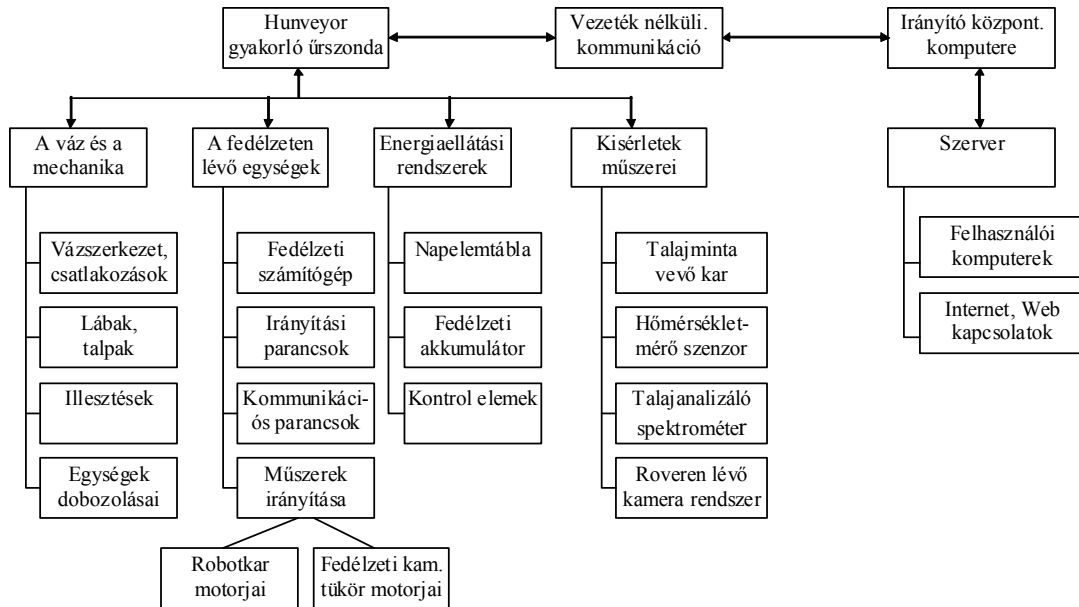 Hunveyor
gyakorló űrszonda
Vezeték nélküli.
kommunikáció
Irányító központ.
komputere
A váz és a
mechanika
A fedélzeten
lévő egységek
Energiaellátási
rendszerek
Kisérletek
műszerei
Szerver
Vázszerkezet,
csatlakozások
Lábak,
talpak
Illesztések
Egységek
dobozolásai
Fedélzeti
számítógép
Irányítási
parancsok
Kommunikáci-
ós parancsok
Műszerek
irányítása
Robotkar
motorjai
Fedélzeti kam.
tükör motorjai
Napelemtábla
Fedélzeti
akkumulátor
Kontrol elemek
Talajminta
vevő kar
Hőmérséklet-
mérő szenzor
Talajanalizáló
spektrométer
Roveren lévő
kamera rendszer
Felhasználói
komputerek
Internet, Web
kapcsolatok